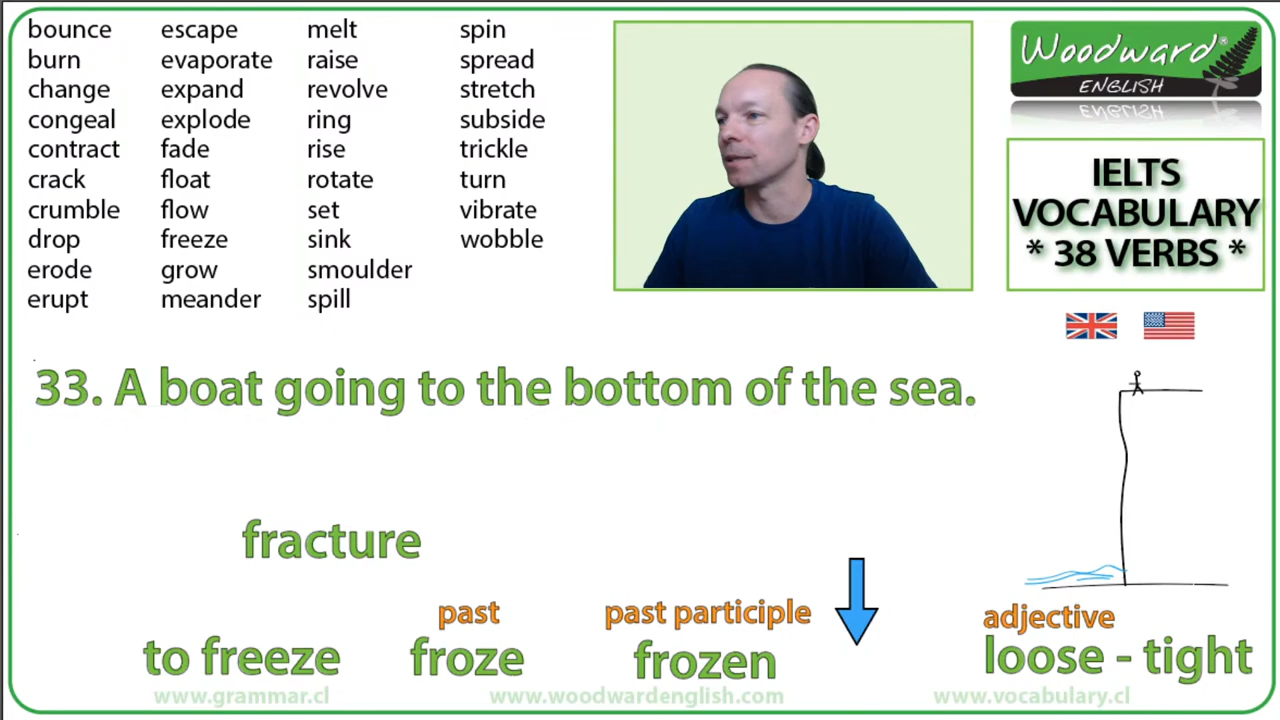 bounce escape melt spin
burn evaporate raise spread
change expand revolve stretch
congeal explode ring subside
contract fade rise trickle
crack float rotate turn
crumble flow set vibrate
drop freeze sink wobble
erode grow smoulder
erupt meander spill
Woodward®
ENGLISH
IELTS
VOCABULARY
* 38 VERBS *
33. A boat going to the bottom of the sea.
fracture
past past participle adjective
to freeze froze frozen loose - tight
www.grammar.cl www.woodwardenglish.com www.vocabulary.cl